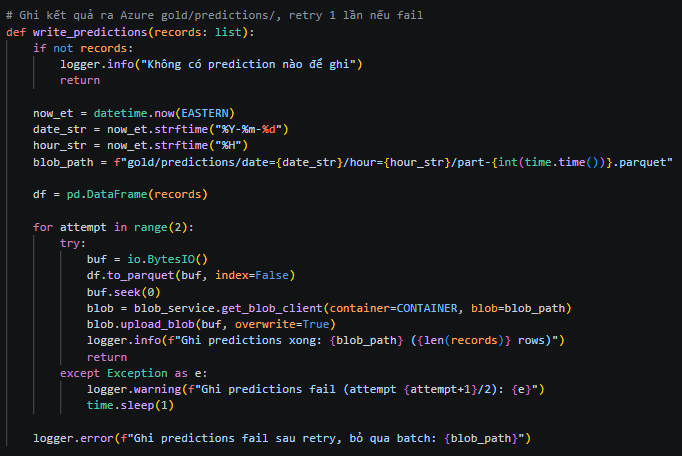 # Ghi kết quả ra Azure gold/predictions/, retry 1 lần nếu fail
def write_predictions(records: list):
    if not records:
        logger.info("Không có prediction nào để ghi")
        return
    now_et = datetime.now(EASTERN)
    date_str = now_et.strftime("%Y-%m-%d")
    hour_str = now_et.strftime("%H")
    blob_path = f"gold/predictions/date={date_str}/hour={hour_str}/part-{int(time.time())}.parquet"
    df = pd.DataFrame(records)
    for attempt in range(2):
        try:
            buf = io.BytesIO()
            df.to_parquet(buf, index=False)
            buf.seek(0)
            blob = blob_service.get_blob_client(container=CONTAINER, blob=blob_path)
            blob.upload_blob(buf, overwrite=True)
            logger.info(f"Ghi predictions xong: {blob_path} ({len(records)} rows)")
            return
        except Exception as e:
            logger.warning(f"Ghi predictions fail (attempt {attempt+1}/2): {e}")
            time.sleep(1)
    logger.error(f"Ghi predictions fail sau retry, bỏ qua batch: {blob_path}")